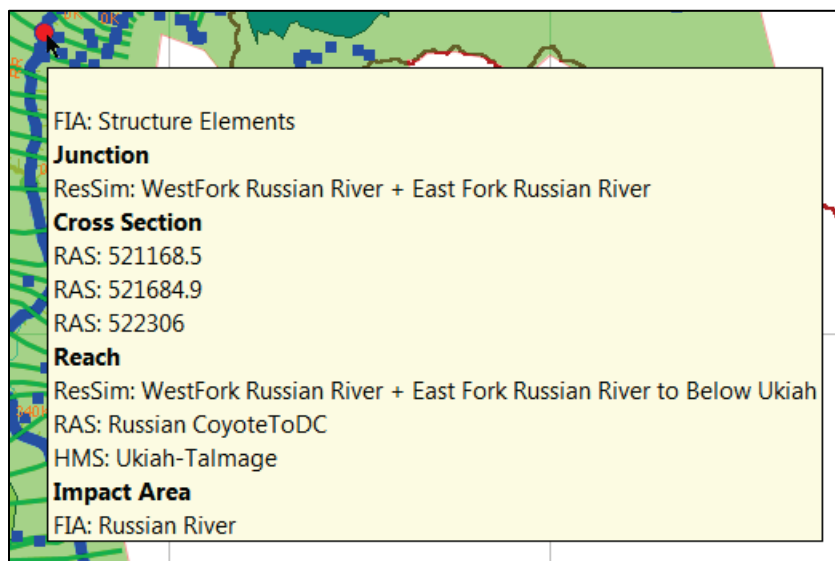 FIA: Structure Elements
Junction
ResSim: WestFork Russian River + East Fork Russian River
Cross Section
RAS: 521168.5
RAS: 521684.9
RAS: 522306
Reach
ResSim: WestFork Russian River + East Fork Russian River to Below Ukiah
RAS: Russian CoyoteToDC
HMS: Ukiah-Talmage
Impact Area
FIA: Russian River